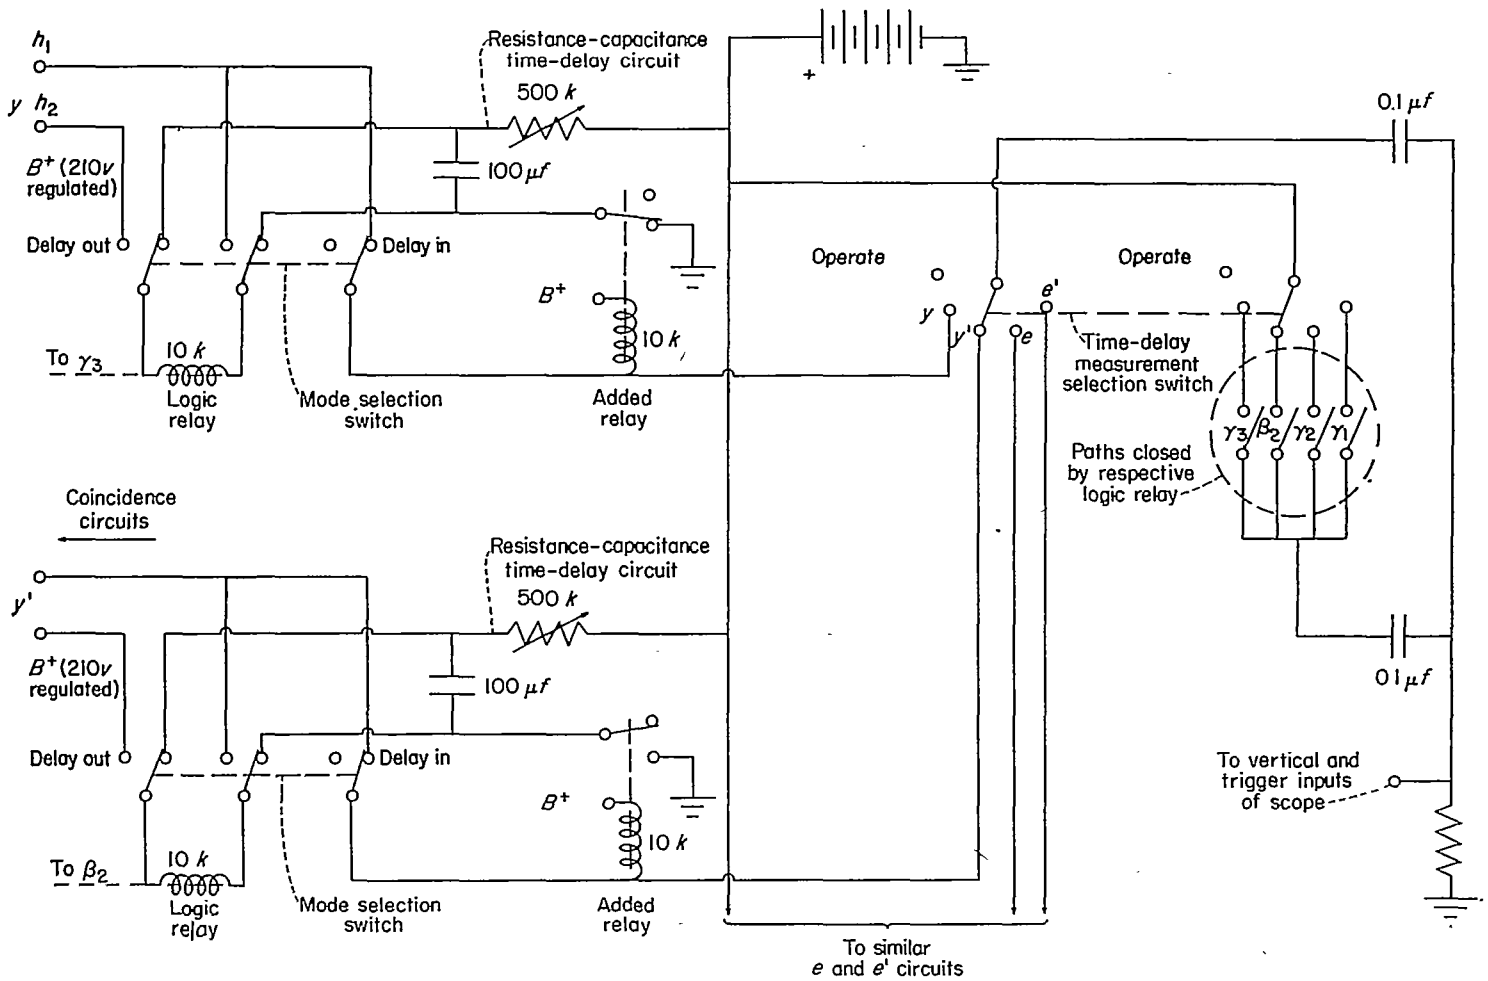 h1
Resistance-capacitance
time-delay circuit
500 k
+
0.1 μf
y h2
B+ (210v
regulated)
100 μf
Delay out
Delay in
Operate
Operate
B+
y
y'
e
e'
Time-delay
measurement
selection switch
To γ3
10 k
Logic
relay
Mode selection
switch
10 k
Added
relay
γ3 β2 γ2 γ1
Paths closed
by respective
logic relay
Coincidence
circuits
Resistance-capacitance
time-delay circuit
500 k
y'
B+ (210v
regulated)
100 μf
0.1 μf
Delay out
Delay in
To vertical and
trigger inputs
of scope
B+
10 k
To β2
10 k
Logic
relay
Mode selection
switch
Added
relay
To similar
e and e' circuits